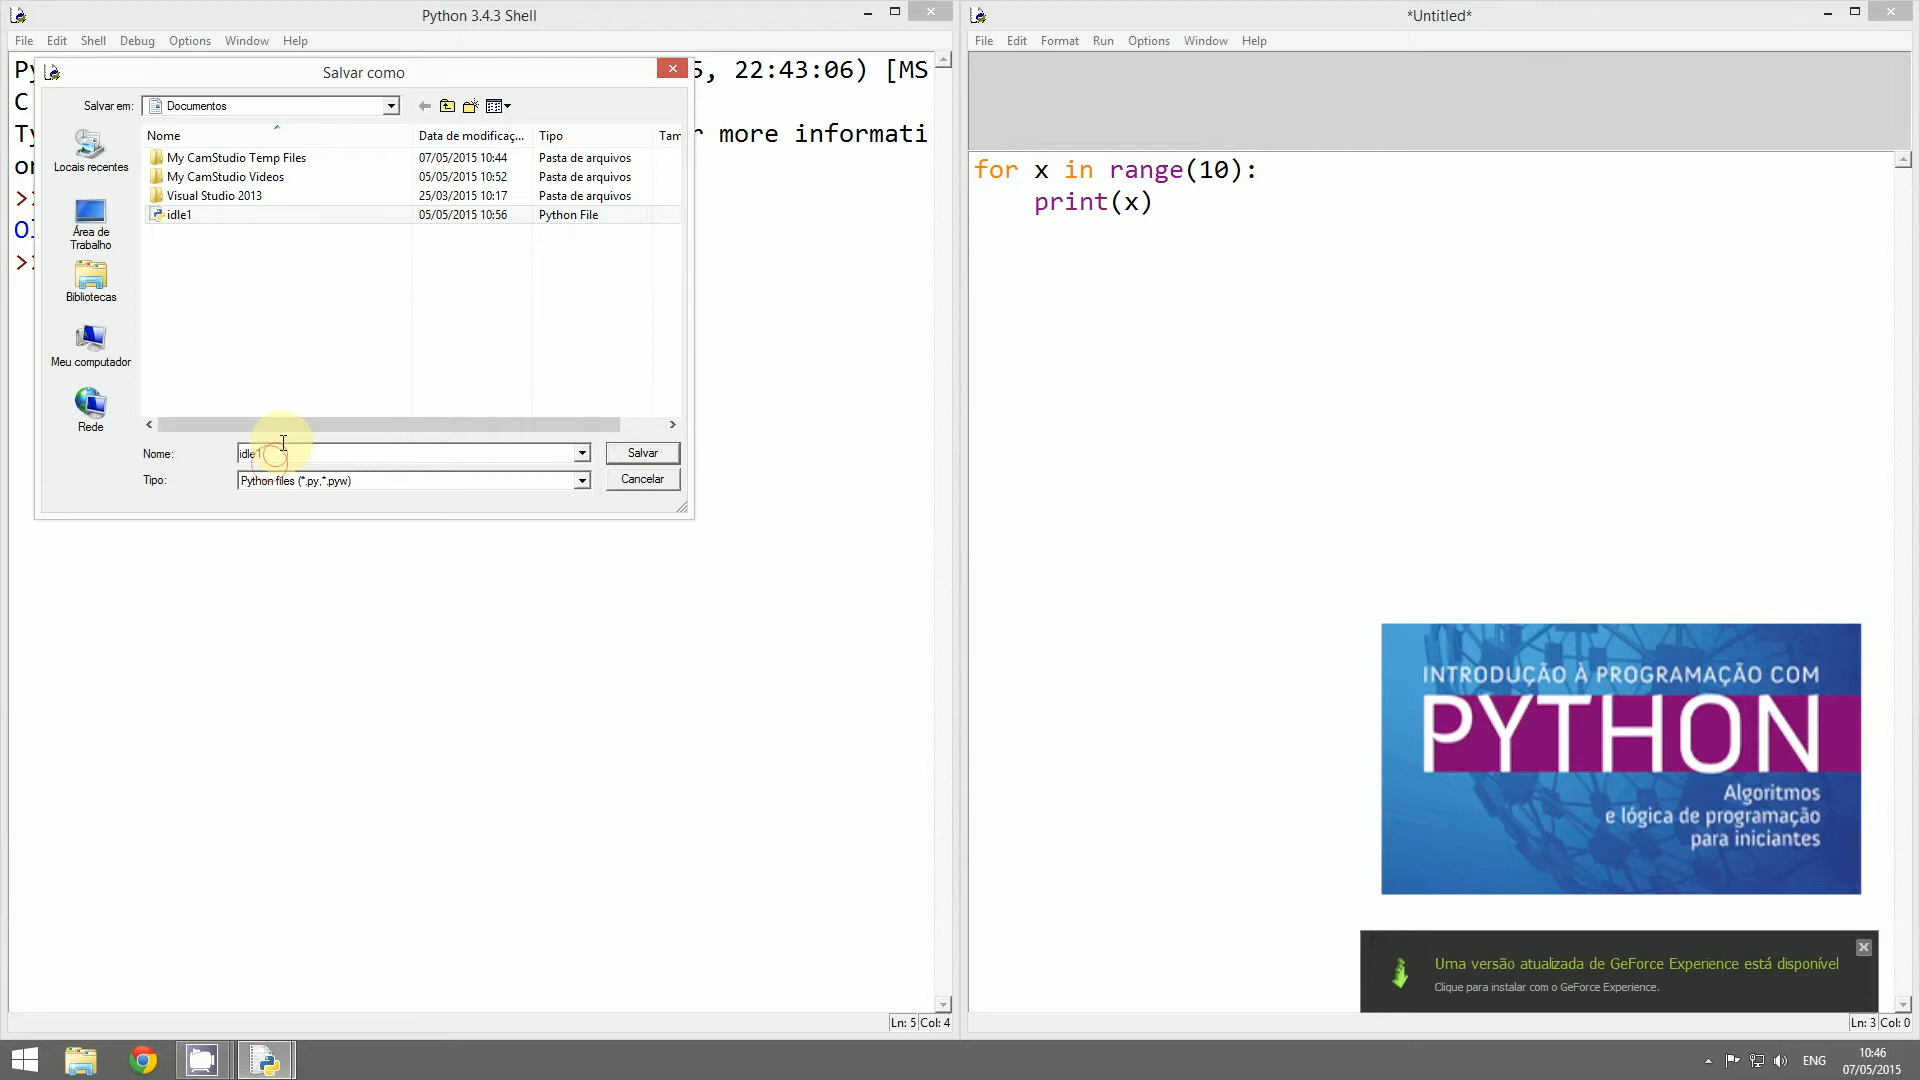 Python 3.4.3 Shell
File Edit Shell Debug Options Window Help
5, 22:43:06) [MS
C
r more informati
on
>>
>>
Salvar como
Salvar em: Documentos
Locais recentes
Área de
Trabalho
Bibliotecas
Meu computador
Rede
Nome Data de modificaç... Tipo Tam
My CamStudio Temp Files 07/05/2015 10:44 Pasta de arquivos
My CamStudio Videos 05/05/2015 10:52 Pasta de arquivos
Visual Studio 2013 25/03/2015 10:17 Pasta de arquivos
idle1 05/05/2015 10:56 Python File
Nome: idle1 Salvar
Tipo: Python files (*.py,*.pyw) Cancelar
Ln: 5 Col: 4
*Untitled*
File Edit Format Run Options Window Help
for x in range(10):
print(x)
INTRODUÇÃO À PROGRAMAÇÃO COM
PYTHON
Algoritmos
e lógica de programação
para iniciantes
Uma versão atualizada de GeForce Experience está disponível
Clique para instalar com o GeForce Experience.
Ln: 3 Col: 0
ENG
10:46
07/05/2015